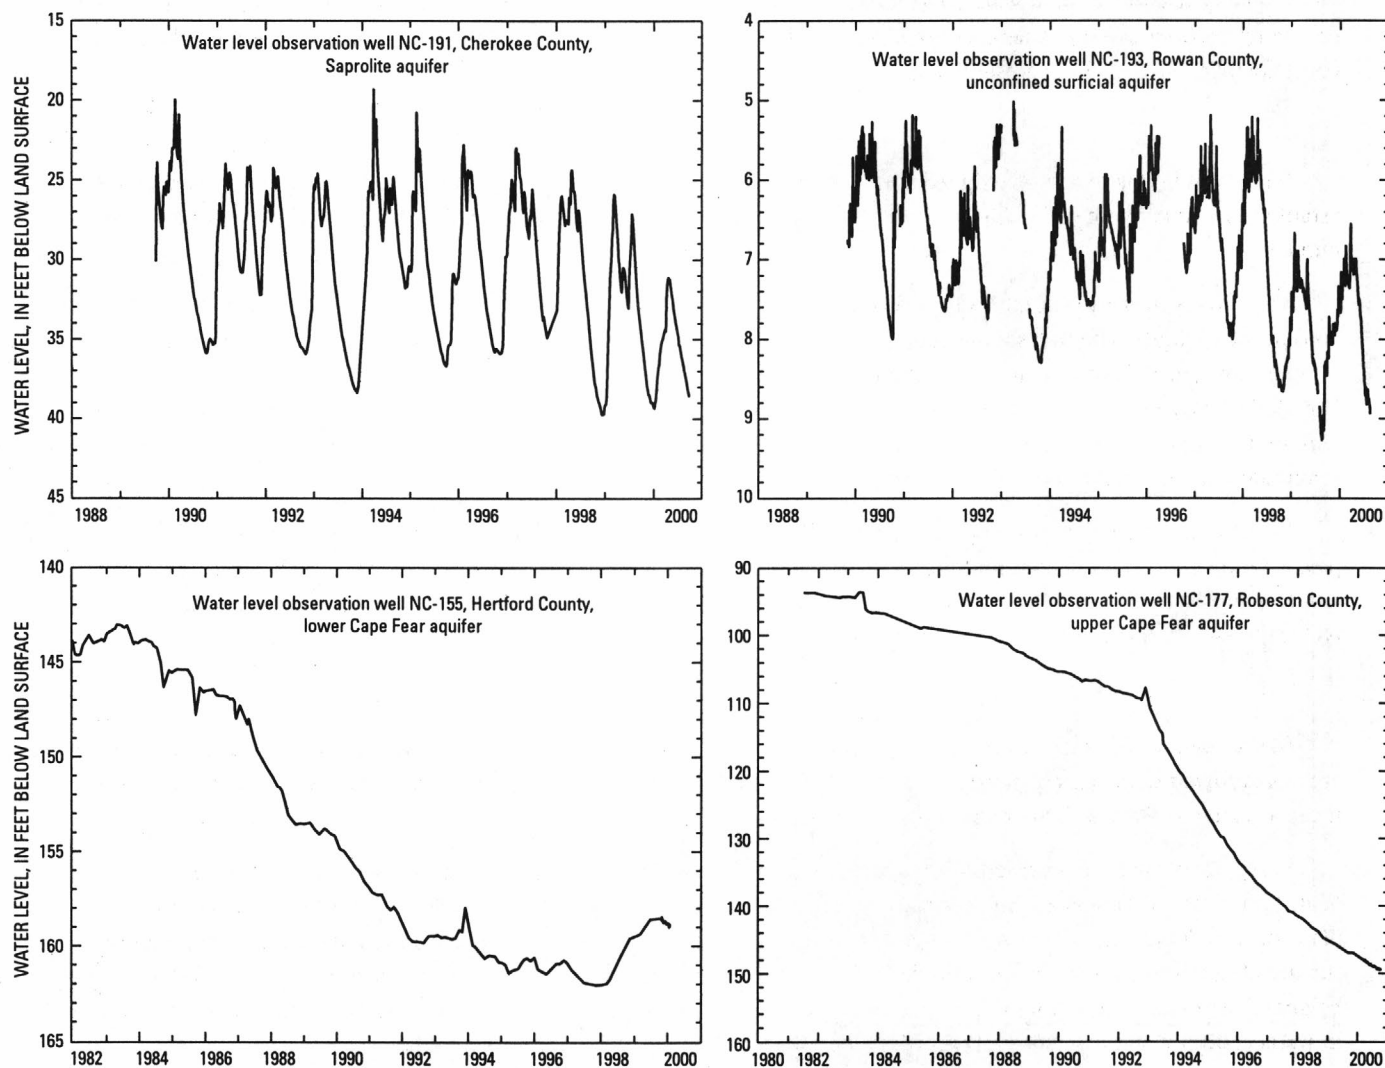 Water level observation well NC-191, Cherokee County,
Saprolite aquifer
WATER LEVEL, IN FEET BELOW LAND SURFACE
15
20
25
30
35
40
45
1988 1990 1992 1994 1996 1998 2000
Water level observation well NC-193, Rowan County,
unconfined surficial aquifer
4
5
6
7
8
9
10
1988 1990 1992 1994 1996 1998 2000
Water level observation well NC-155, Hertford County,
lower Cape Fear aquifer
WATER LEVEL, IN FEET BELOW LAND SURFACE
140
145
150
155
160
165
1982 1984 1986 1988 1990 1992 1994 1996 1998 2000
Water level observation well NC-177, Robeson County,
upper Cape Fear aquifer
90
100
110
120
130
140
150
160
1980 1982 1984 1986 1988 1990 1992 1994 1996 1998 2000